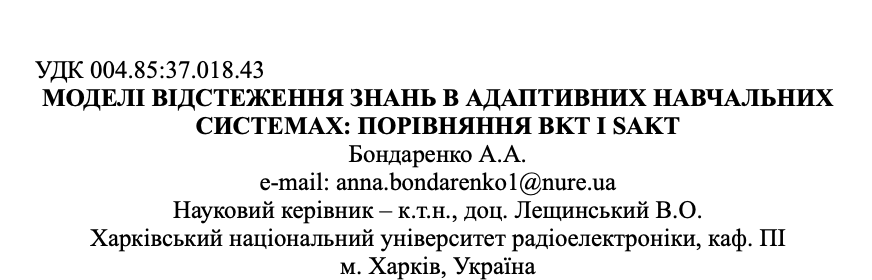 УДК 004.85:37.018.43
МОДЕЛІ ВІДСТЕЖЕННЯ ЗНАНЬ В АДАПТИВНИХ НАВЧАЛЬНИХ
СИСТЕМАХ: ПОРІВНЯННЯ BKT І SAKT
Бондаренко А.А.
e-mail: anna.bondarenko1@nure.ua
Науковий керівник – к.т.н., доц. Лещинський В.О.
Харківський національний університет радіоелектроніки, каф. ПІ
м. Харків, Україна